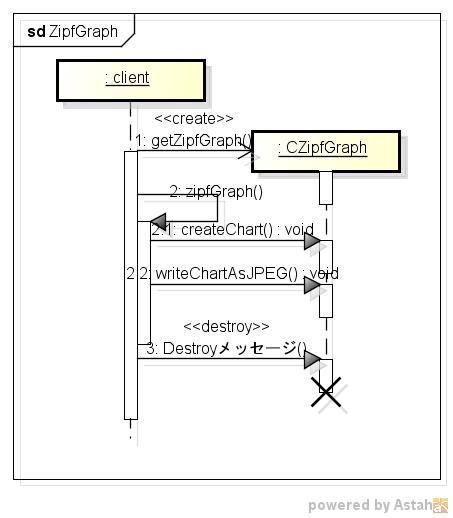 sd ZipfGraph
: client
<<create>>
1: getZipfGraph()
: CZipfGraph
2: zipfGraph()
2.1: createChart() : void
2.2: writeChartAsJPEG() : void
<<destroy>>
3: Destroyメッセージ()
powered by Astah